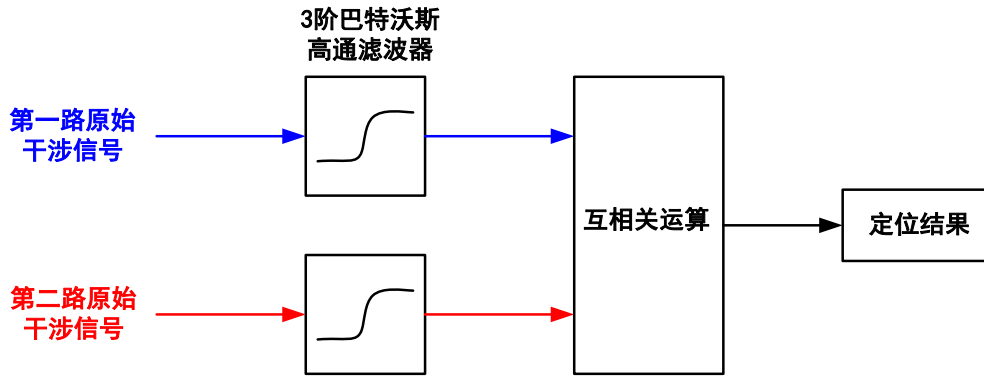 3阶巴特沃斯
高通滤波器
第一路原始
干涉信号
互相关运算
定位结果
第二路原始
干涉信号